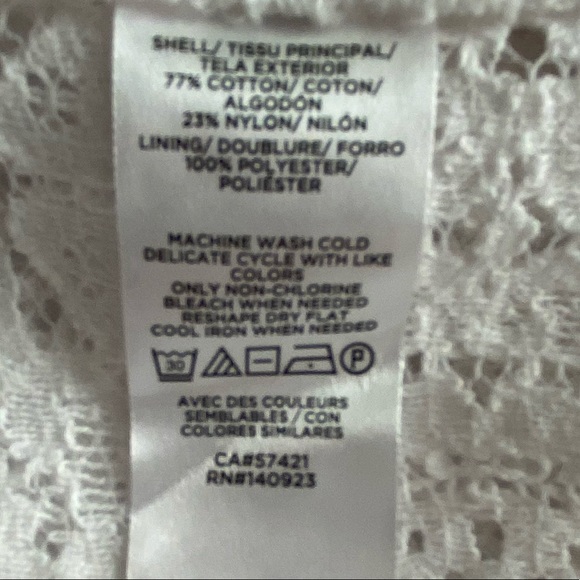 SHELL/ TISSU PRINCIPAL/
TELA EXTERIOR
77% COTTON/ COTON/
ALGODÓN
23% NYLON/ NILÓN
LINING/ DOUBLURE/ FORRO
100% POLYESTER/
POLIÉSTER
MACHINE WASH COLD
DELICATE CYCLE WITH LIKE
COLORS
ONLY NON-CHLORINE
BLEACH WHEN NEEDED
RESHAPE DRY FLAT
COOL IRON WHEN NEEDED
30 P
AVEC DES COULEURS
SEMBLABLES / CON
COLORES SIMILARES
CA#57421
RN#140923